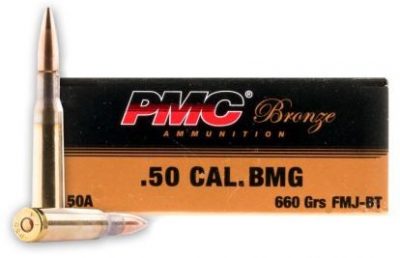 PMC Bronze
AMMUNITION
.50 CAL. BMG
50A 660 Grs FMJ-BT